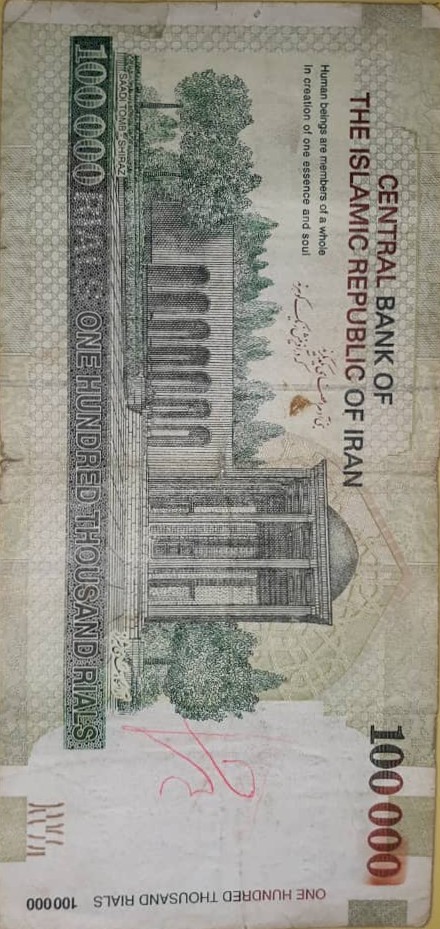 CENTRAL BANK OF
THE ISLAMIC REPUBLIC OF IRAN
100 000
Human beings are members of a whole
In creation of one essence and soul
بنی آدم اعضای یکدیگرند
که در آفرینش ز یک گوهرند
ONE HUNDRED THOUSAND RIALS 100000
SAADI TOMB - SHIRAZ
آرامگاه سعدی شیراز
100 000 RIALS ONE HUNDRED THOUSAND RIALS